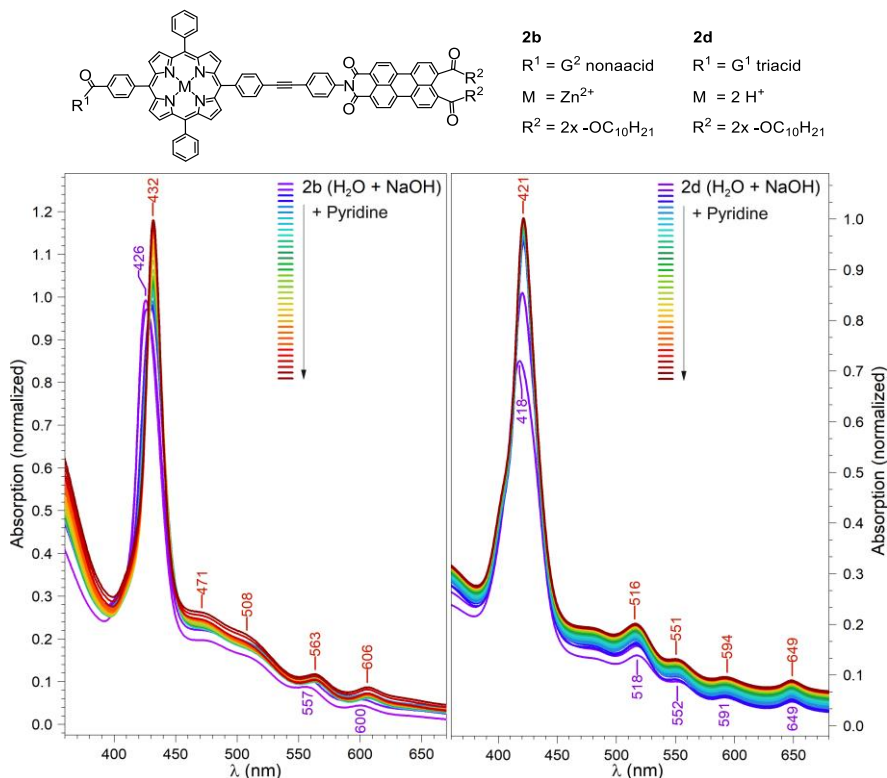 2b
R¹ = G² nonaacid
M = Zn²⁺
R² = 2x -OC₁₀H₂₁
2d
R¹ = G¹ triacid
M = 2 H⁺
R² = 2x -OC₁₀H₂₁
O
R¹
N
N
M
N
N
O
N
O
O
R²
R²
O
2b (H₂O + NaOH)
+ Pyridine
432
426
471
508
563
606
557
600
1.2
1.1
1.0
0.9
0.8
0.7
0.6
0.5
0.4
0.3
0.2
0.1
0.0
Absorption (normalized)
400 450 500 550 600 650
λ (nm)
2d (H₂O + NaOH)
+ Pyridine
421
418
516
551
594
649
518
552
591
649
1.0
0.9
0.8
0.7
0.6
0.5
0.4
0.3
0.2
0.1
0.0
Absorption (normalized)
400 450 500 550 600 650
λ (nm)